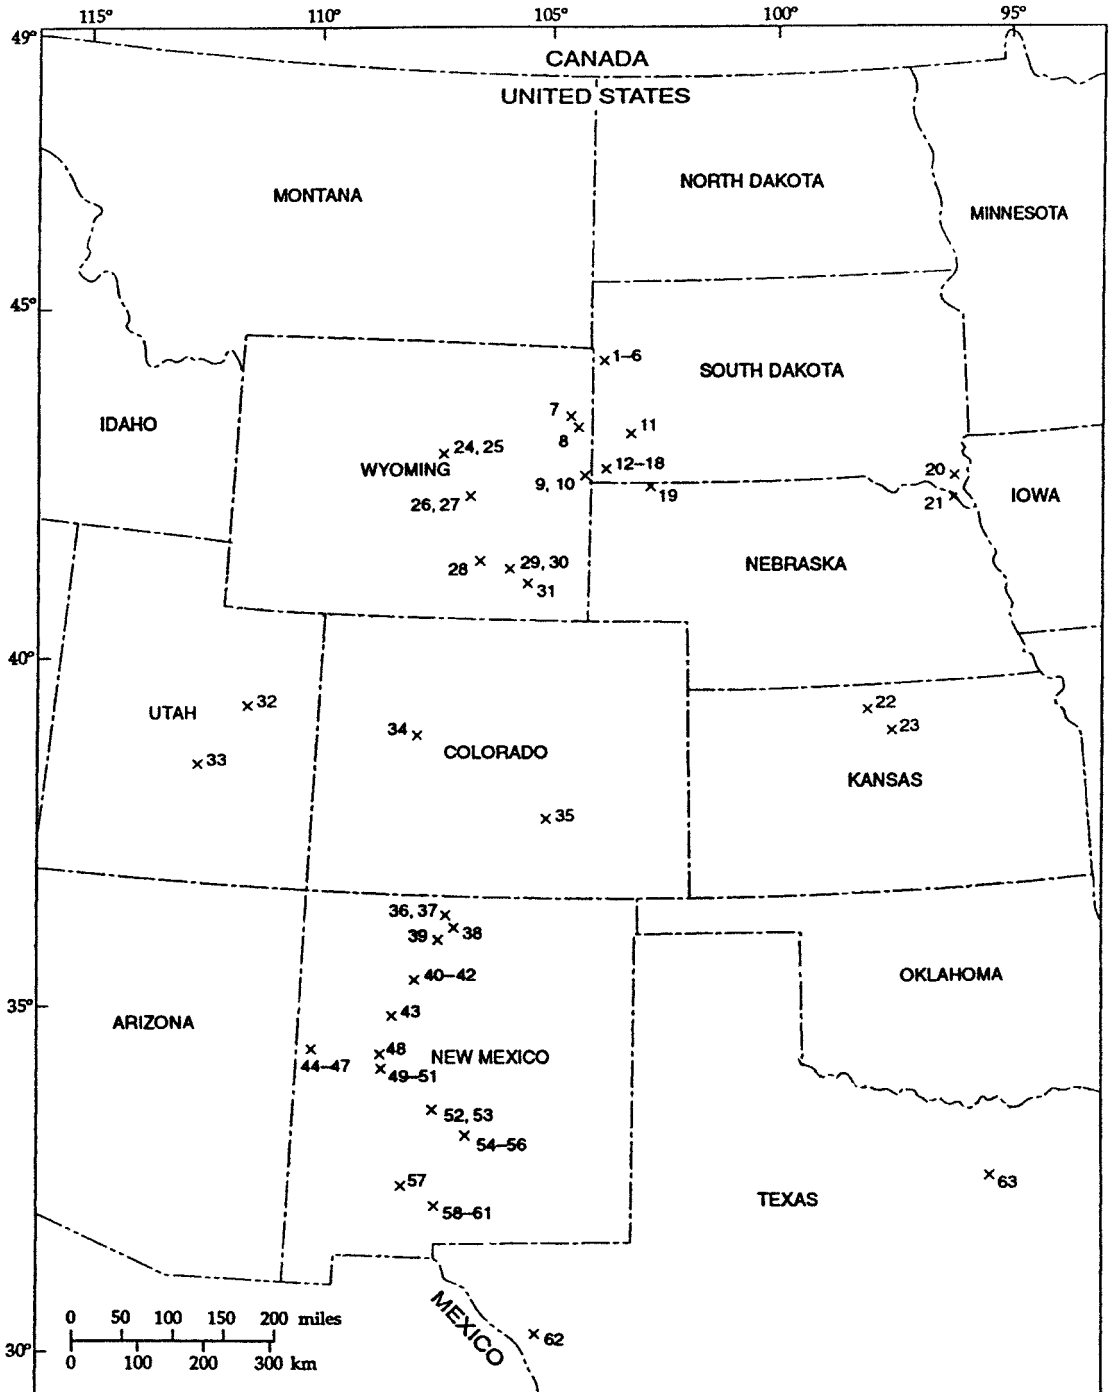 115° 110° 105° 100° 95°
49°
CANADA
UNITED STATES
MONTANA
NORTH DAKOTA
MINNESOTA
45°
1–6
SOUTH DAKOTA
IDAHO
7
8
11
24, 25
WYOMING
12–18
9, 10
19
20
21
IOWA
26, 27
28
29, 30
31
NEBRASKA
40°
UTAH
32
33
34
COLORADO
35
22
23
KANSAS
36, 37
38
39
40–42
OKLAHOMA
35°
ARIZONA
43
44–47
48
NEW MEXICO
49–51
52, 53
54–56
57
58–61
TEXAS
63
MEXICO
62
0 50 100 150 200 miles
0 100 200 300 km
30°